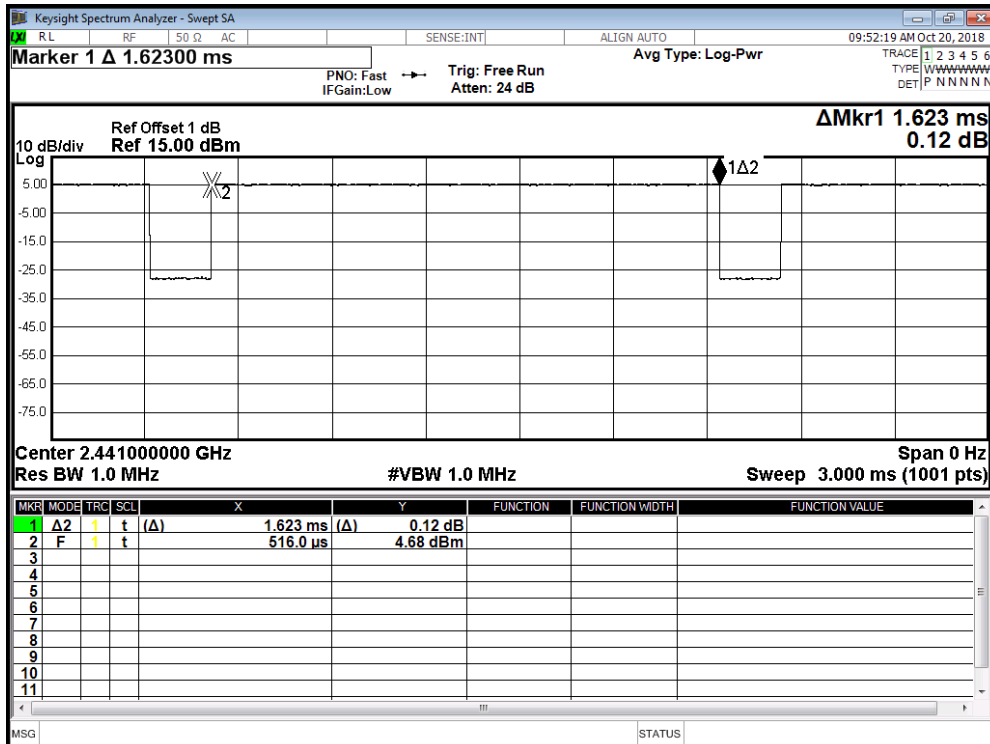 Keysight Spectrum Analyzer - Swept SA
LXI RL RF 50 Ω AC SENSE:INT ALIGN AUTO 09:52:19 AM Oct 20, 2018
Marker 1 Δ 1.62300 ms Avg Type: Log-Pwr TRACE 1 2 3 4 5 6
PNO: Fast Trig: Free Run TYPE WWWWWW
IFGain:Low Atten: 24 dB DET P N N N N N
ΔMkr1 1.623 ms
0.12 dB
Ref Offset 1 dB
10 dB/div Ref 15.00 dBm
Log
1Δ2
5.00
2
-5.00
-15.0
-25.0
-35.0
-45.0
-55.0
-65.0
-75.0
Center 2.441000000 GHz Span 0 Hz
Res BW 1.0 MHz #VBW 1.0 MHz Sweep 3.000 ms (1001 pts)
MKR MODE TRC SCL X Y FUNCTION FUNCTION WIDTH FUNCTION VALUE
1 Δ2 1 t (Δ) 1.623 ms (Δ) 0.12 dB
2 F 1 t 516.0 µs 4.68 dBm
3
4
5
6
7
8
9
10
11
MSG STATUS